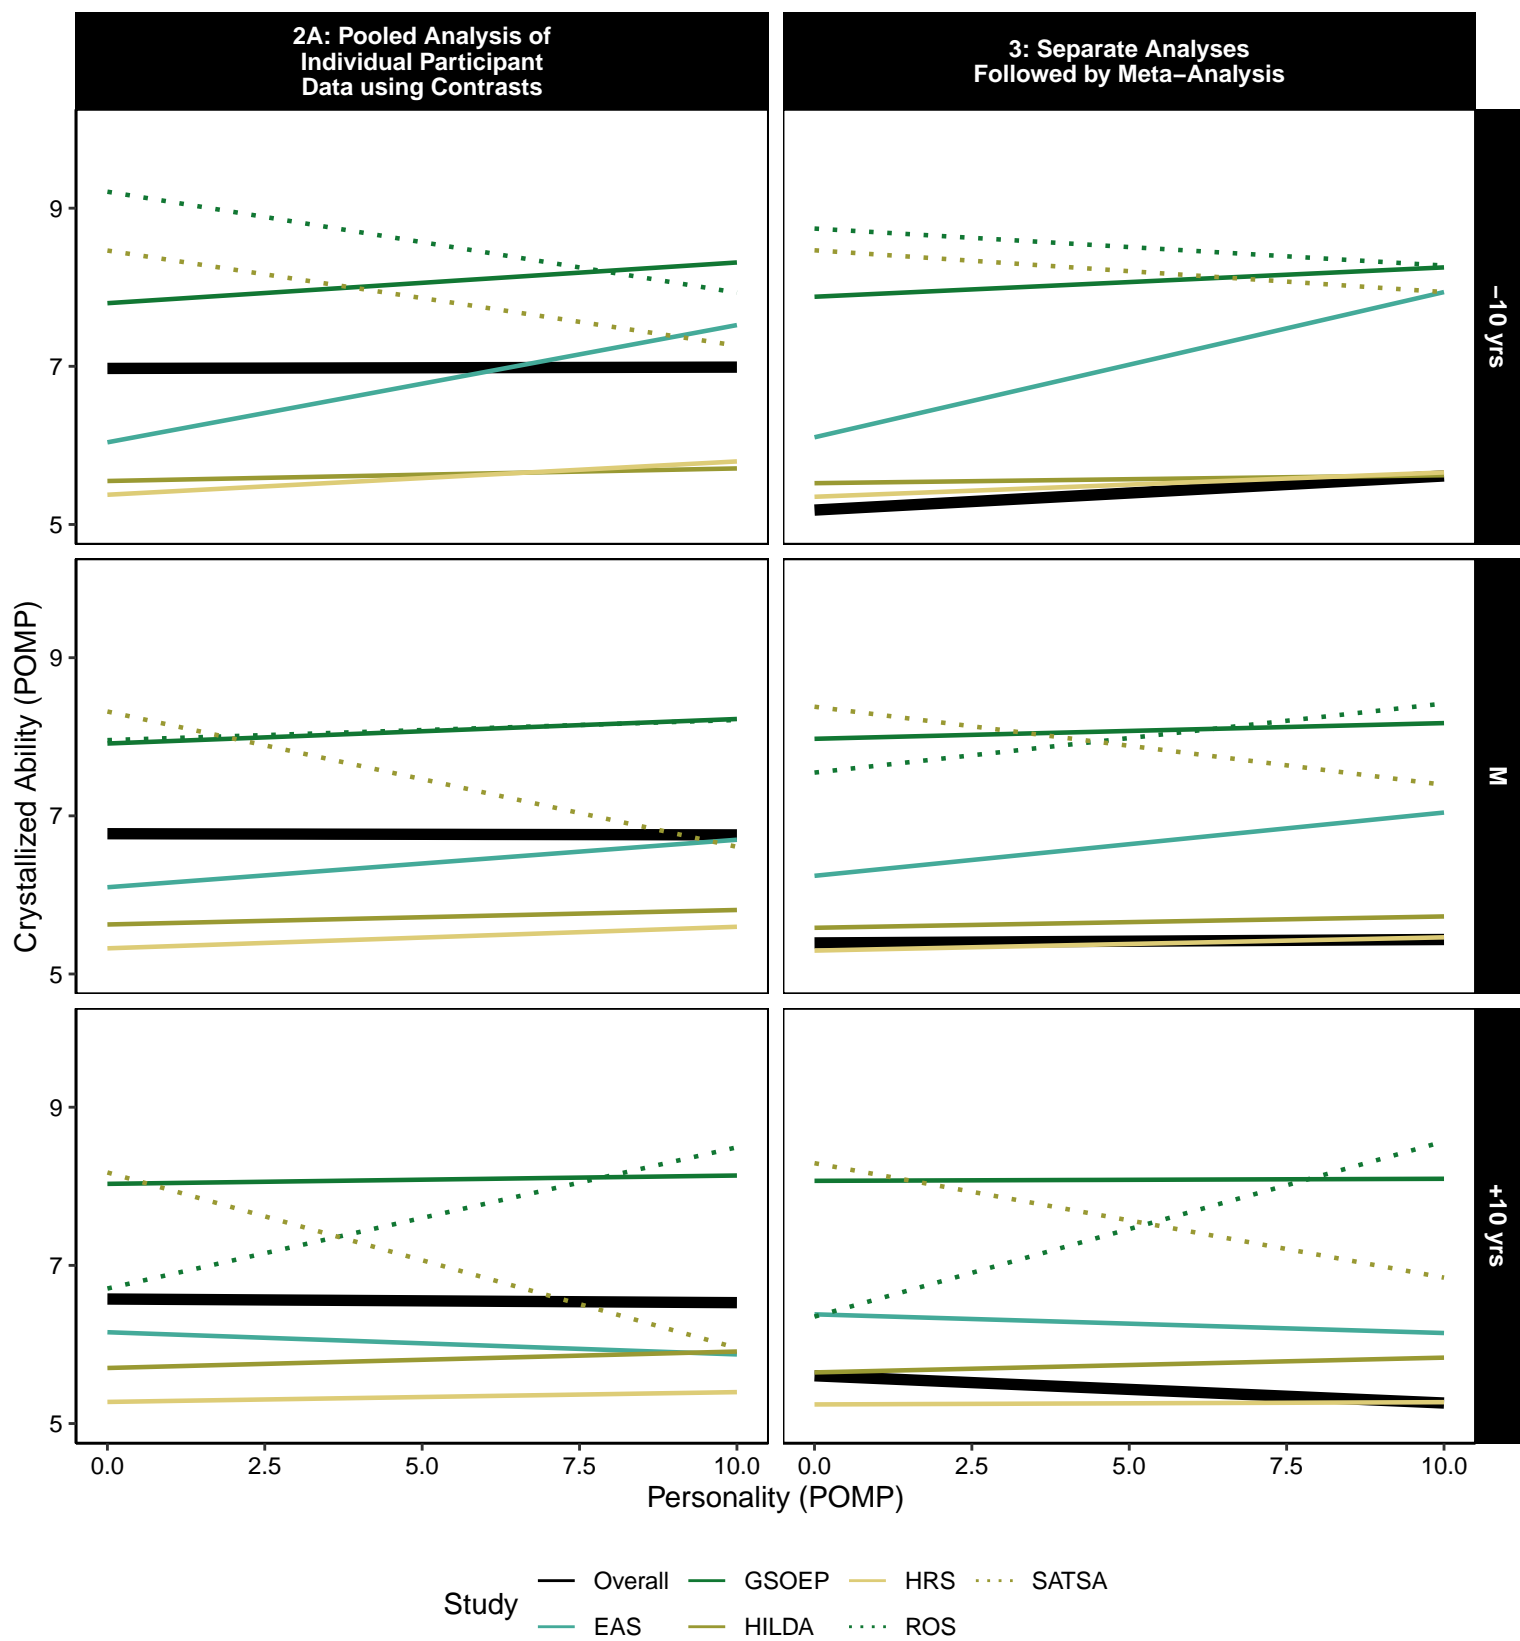 2A: Pooled Analysis of
Individual Participant
Data using Contrasts
3: Separate Analyses
Followed by Meta−Analysis
9
7
5
−10 yrs
9
7
5
M
9
7
5
+10 yrs
Crystallized Ability (POMP)
0.0 2.5 5.0 7.5 10.0 0.0 2.5 5.0 7.5 10.0
Personality (POMP)
Study
Overall GSOEP HRS SATSA
EAS HILDA ROS